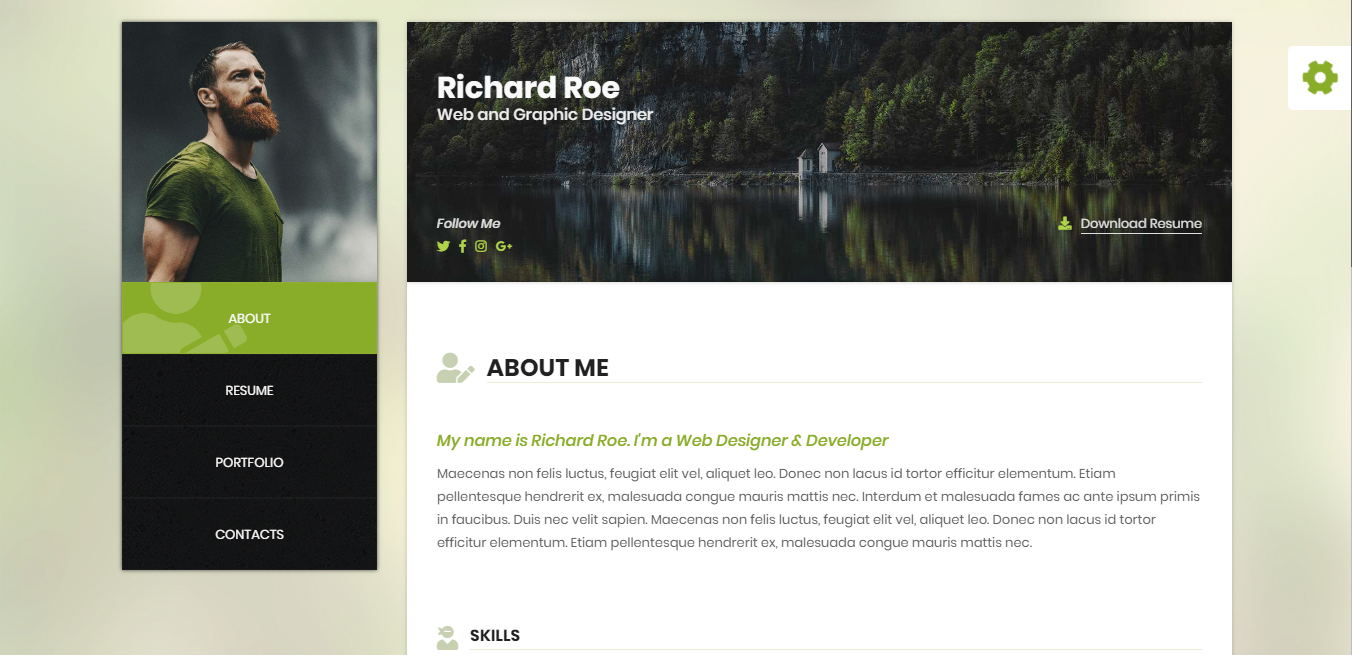 Richard Roe
Web and Graphic Designer
Follow Me
Download Resume
ABOUT
RESUME
PORTFOLIO
CONTACTS
ABOUT ME
My name is Richard Roe. I'm a Web Designer & Developer
Maecenas non felis luctus, feugiat elit vel, aliquet leo. Donec non lacus id tortor efficitur elementum. Etiam
pellentesque hendrerit ex, malesuada congue mauris mattis nec. Interdum et malesuada fames ac ante ipsum primis
in faucibus. Duis nec velit sapien. Maecenas non felis luctus, feugiat elit vel, aliquet leo. Donec non lacus id tortor
efficitur elementum. Etiam pellentesque hendrerit ex, malesuada congue mauris mattis nec.
SKILLS